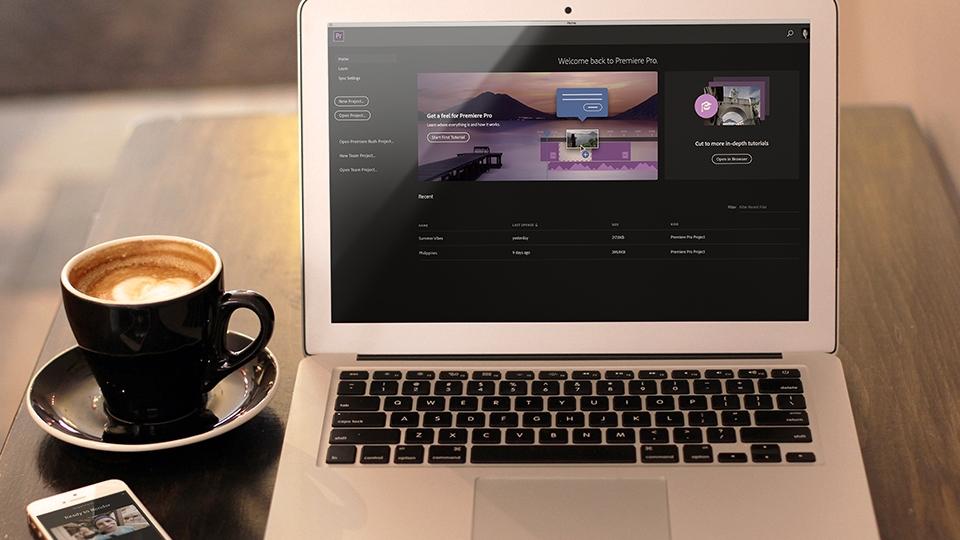 Home
Pr
Welcome back to Premiere Pro.
Home
Learn
Sync Settings
New Project...
Open Project...
Open Premiere Rush Project...
New Team Project...
Open Team Project...
Get a feel for Premiere Pro
Learn where everything is and how it works.
Start First Tutorial
Cut to more in-depth tutorials
Open in Browser
Recent
Filter Filter Recent Files
NAME LAST OPENED SIZE KIND
Summer Vibes yesterday Premiere Pro Project
Philippines 9 days ago Premiere Pro Project
delete
tab Q W E R T Y U I O P
caps lock A S D F G H J K L
return
shift Z X C V B N M shift
fn control option command command option
Ready to Render